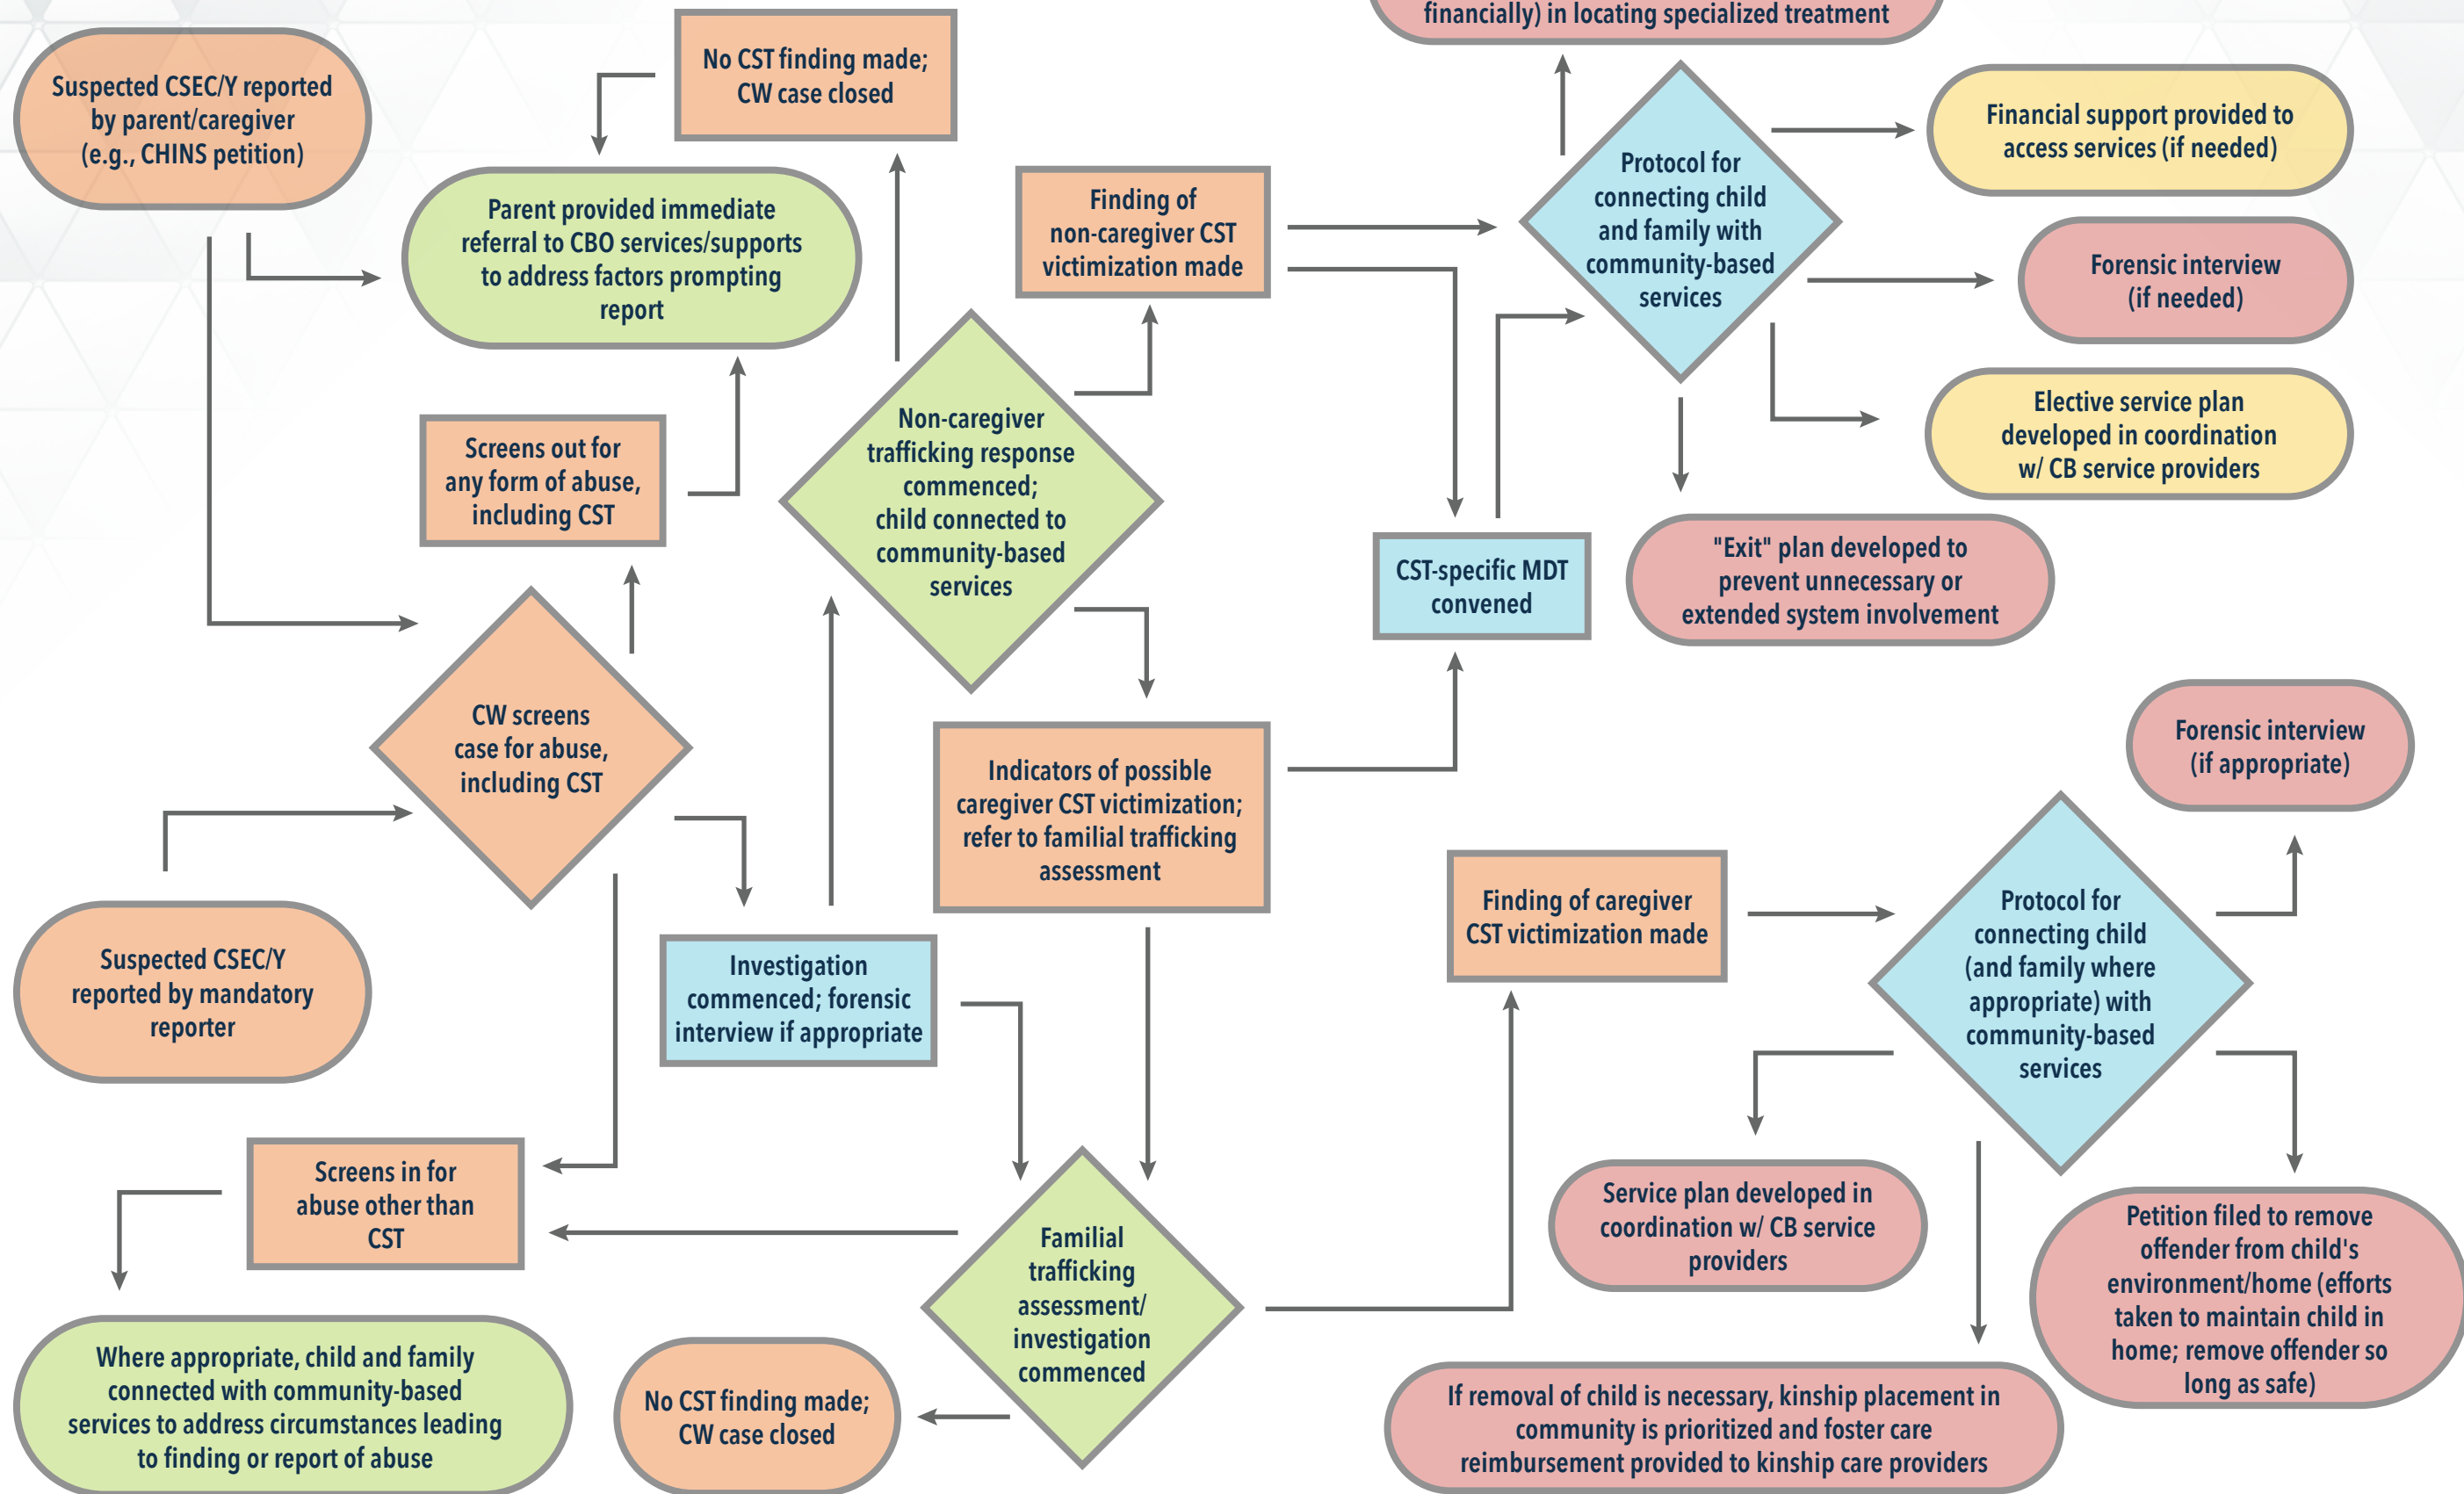 financially) in locating specialized treatment
Suspected CSEC/Y reported
by parent/caregiver
(e.g., CHINS petition)
No CST finding made;
CW case closed
Parent provided immediate
referral to CBO services/supports
to address factors prompting
report
Finding of
non-caregiver CST
victimization made
Protocol for
connecting child
and family with
community-based
services
Financial support provided to
access services (if needed)
Forensic interview
(if needed)
Elective service plan
developed in coordination
w/ CB service providers
Screens out for
any form of abuse,
including CST
Non-caregiver
trafficking response
commenced;
child connected to
community-based
services
CST-specific MDT
convened
"Exit" plan developed to
prevent unnecessary or
extended system involvement
CW screens
case for abuse,
including CST
Indicators of possible
caregiver CST victimization;
refer to familial trafficking
assessment
Forensic interview
(if appropriate)
Suspected CSEC/Y
reported by mandatory
reporter
Investigation
commenced; forensic
interview if appropriate
Finding of caregiver
CST victimization made
Protocol for
connecting child
(and family where
appropriate) with
community-based
services
Screens in for
abuse other than
CST
Familial
trafficking
assessment/
investigation
commenced
Service plan developed in
coordination w/ CB service
providers
Petition filed to remove
offender from child's
environment/home (efforts
taken to maintain child in
home; remove offender so
long as safe)
Where appropriate, child and family
connected with community-based
services to address circumstances leading
to finding or report of abuse
No CST finding made;
CW case closed
If removal of child is necessary, kinship placement in
community is prioritized and foster care
reimbursement provided to kinship care providers